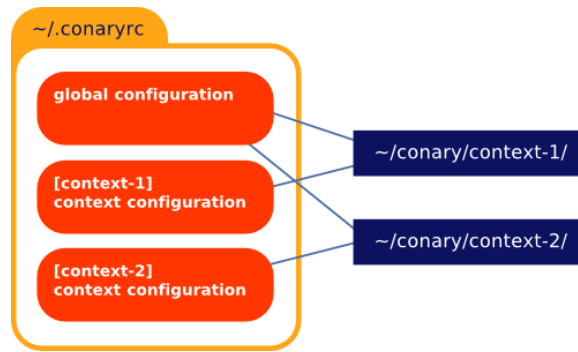 ~/.conaryrc
global configuration
[context-1]
context configuration
[context-2]
context configuration
~/conary/context-1/
~/conary/context-2/